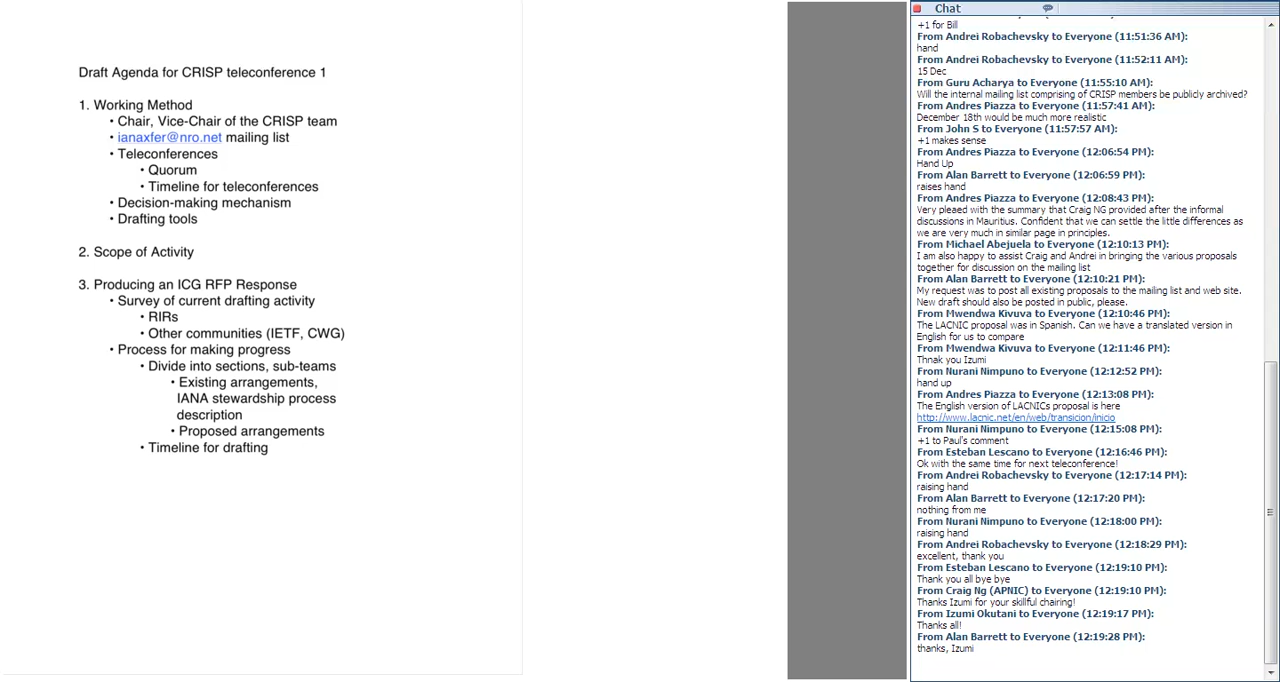 Draft Agenda for CRISP teleconference 1
1. Working Method
• Chair, Vice-Chair of the CRISP team
• ianaxfer@nro.net mailing list
• Teleconferences
• Quorum
• Timeline for teleconferences
• Decision-making mechanism
• Drafting tools
2. Scope of Activity
3. Producing an ICG RFP Response
• Survey of current drafting activity
• RIRs
• Other communities (IETF, CWG)
• Process for making progress
• Divide into sections, sub-teams
• Existing arrangements,
IANA stewardship process
description
• Proposed arrangements
• Timeline for drafting
Chat
+1 for Bill
From Andrei Robachevsky to Everyone (11:51:36 AM):
hand
From Andrei Robachevsky to Everyone (11:52:11 AM):
15 Dec
From Guru Acharya to Everyone (11:55:10 AM):
Will the internal mailing list comprising of CRISP members be publicly archived?
From Andres Piazza to Everyone (11:57:41 AM):
December 18th would be much more realistic
From John S to Everyone (11:57:57 AM):
+1 makes sense
From Andres Piazza to Everyone (12:06:54 PM):
Hand Up
From Alan Barrett to Everyone (12:06:59 PM):
raises hand
From Andres Piazza to Everyone (12:08:43 PM):
Very pleaed with the summary that Craig NG provided after the informal
discussions in Mauritius. Confident that we can settle the little differences as
we are very much in similar page in principles.
From Michael Abejuela to Everyone (12:10:13 PM):
I am also happy to assist Craig and Andrei in bringing the various proposals
together for discussion on the mailing list
From Alan Barrett to Everyone (12:10:21 PM):
My request was to post all existing proposals to the mailing list and web site.
New draft should also be posted in public, please.
From Mwendwa Kivuva to Everyone (12:10:46 PM):
The LACNIC proposal was in Spanish. Can we have a translated version in
English for us to compare
From Mwendwa Kivuva to Everyone (12:11:46 PM):
Thnak you Izumi
From Nurani Nimpuno to Everyone (12:12:52 PM):
hand up
From Andres Piazza to Everyone (12:13:08 PM):
The English version of LACNICs proposal is here
http://www.lacnic.net/en/web/transicion/inicio
From Nurani Nimpuno to Everyone (12:15:08 PM):
+1 to Paul's comment
From Esteban Lescano to Everyone (12:16:46 PM):
Ok with the same time for next teleconference!
From Andrei Robachevsky to Everyone (12:17:14 PM):
raising hand
From Alan Barrett to Everyone (12:17:20 PM):
nothing from me
From Nurani Nimpuno to Everyone (12:18:00 PM):
raising hand
From Andrei Robachevsky to Everyone (12:18:29 PM):
excellent, thank you
From Esteban Lescano to Everyone (12:19:10 PM):
Thank you all bye bye
From Craig Ng (APNIC) to Everyone (12:19:10 PM):
Thanks Izumi for your skillful chairing!
From Izumi Okutani to Everyone (12:19:17 PM):
Thanks all!
From Alan Barrett to Everyone (12:19:28 PM):
thanks, Izumi